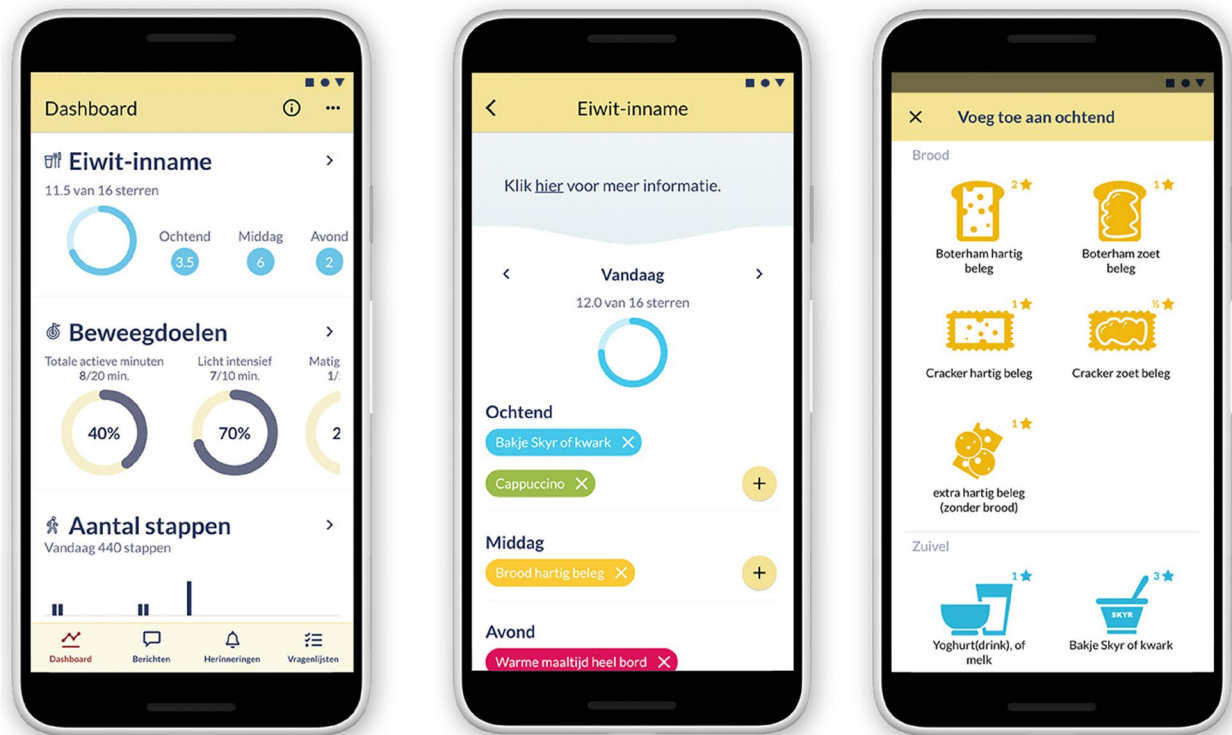 Dashboard
Eiwit-inname
11.5 van 16 sterren
Ochtend Middag Avond
3.5 6 2
Beweegdoelen
Totale actieve minuten Licht intensief Matig
8/20 min. 7/10 min. 1/
40% 70% 2
Aantal stappen
Vandaag 440 stappen
Dashboard Berichten Herinneringen Vragenlijsten
Eiwit-inname
Klik hier voor meer informatie.
Vandaag
12.0 van 16 sterren
Ochtend
Bakje Skyr of kwark
Cappuccino
Middag
Brood hartig beleg
Avond
Warme maaltijd heel bord
Voeg toe aan ochtend
Brood
2★ 1★
Boterham hartig
beleg
Boterham zoet
beleg
1★ ½★
Cracker hartig beleg Cracker zoet beleg
1★
extra hartig beleg
(zonder brood)
Zuivel
1★ 3★
SKYR
Yoghurt(drink), of
melk
Bakje Skyr of kwark